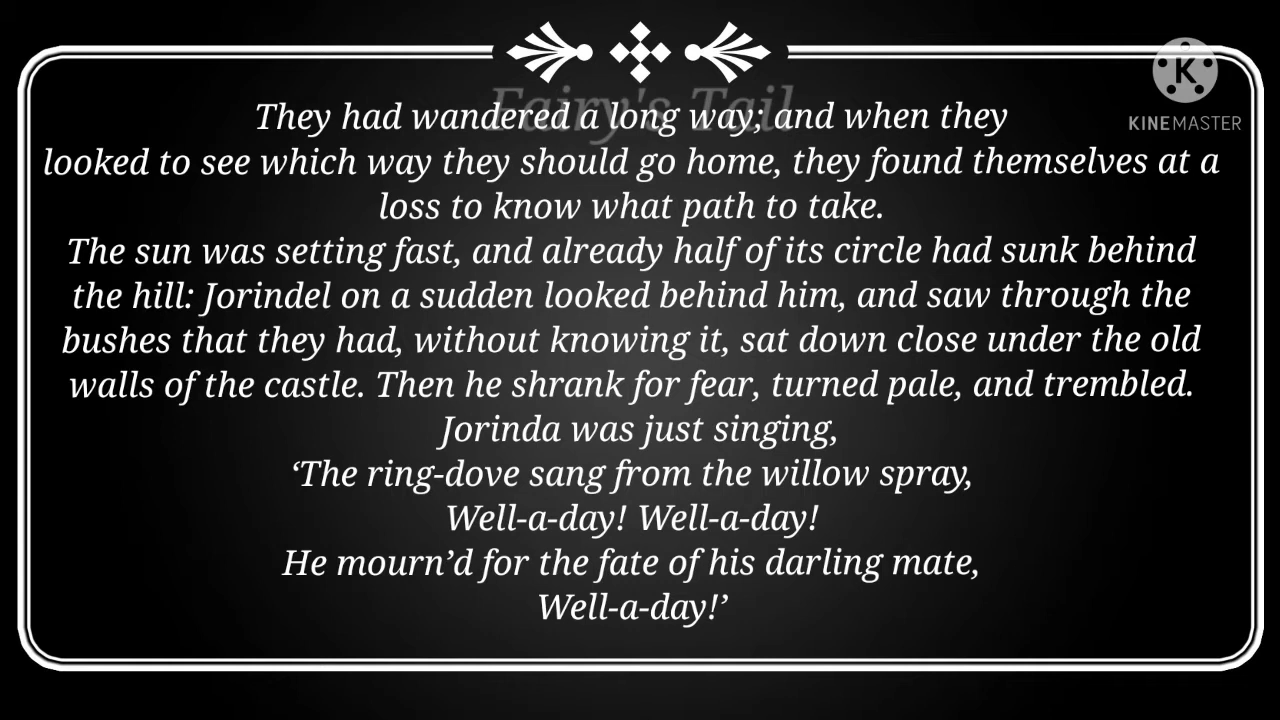 Fairy's Tail
They had wandered a long way; and when they
looked to see which way they should go home, they found themselves at a
loss to know what path to take.
The sun was setting fast, and already half of its circle had sunk behind
the hill: Jorindel on a sudden looked behind him, and saw through the
bushes that they had, without knowing it, sat down close under the old
walls of the castle. Then he shrank for fear, turned pale, and trembled.
Jorinda was just singing,
‘The ring-dove sang from the willow spray,
Well-a-day! Well-a-day!
He mourn’d for the fate of his darling mate,
Well-a-day!’
K
KINEMASTER